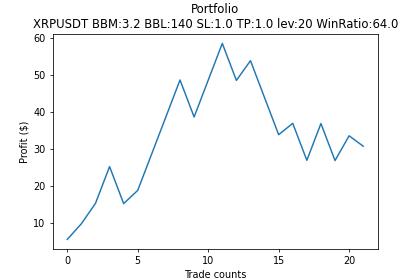 Portfolio
XRPUSDT BBM:3.2 BBL:140 SL:1.0 TP:1.0 lev:20 WinRatio:64.0
60
50
40
30
20
10
Profit ($)
0
5
10
15
20
Trade counts